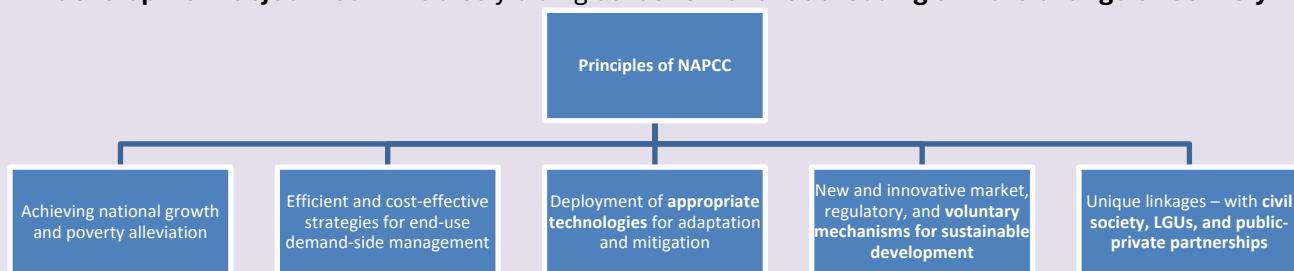 Principles of NAPCC
Achieving national growth
and poverty alleviation
Efficient and cost-effective
strategies for end-use
demand-side management
Deployment of appropriate
technologies for adaptation
and mitigation
New and innovative market,
regulatory, and voluntary
mechanisms for sustainable
development
Unique linkages – with civil
society, LGUs, and public-
private partnerships